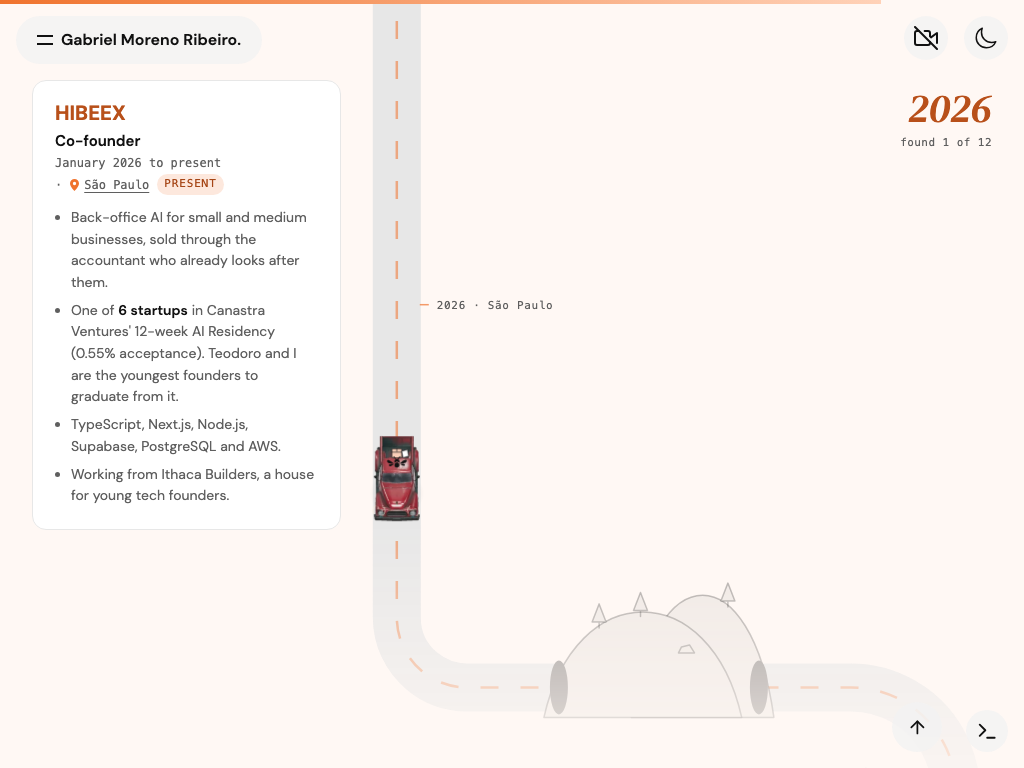 Gabriel Moreno Ribeiro.
HIBEEX
Co-founder
January 2026 to present
· São Paulo PRESENT
Back-office AI for small and medium
businesses, sold through the
accountant who already looks after
them.
One of 6 startups in Canastra
Ventures' 12-week AI Residency
(0.55% acceptance). Teodoro and I
are the youngest founders to
graduate from it.
TypeScript, Next.js, Node.js,
Supabase, PostgreSQL and AWS.
Working from Ithaca Builders, a house
for young tech founders.
2026
found 1 of 12
2026 · São Paulo